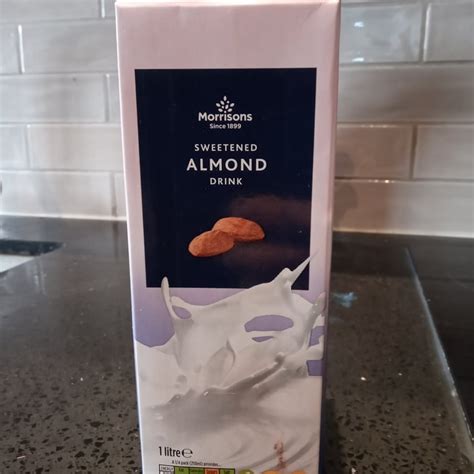 Morrisons
Since 1899
SWEETENED
ALMOND
DRINK
1 litre e